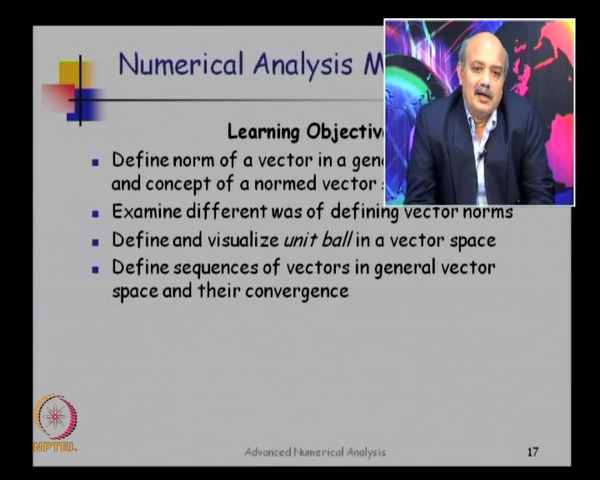 Numerical Analysis M
Learning Objectiv
Define norm of a vector in a gen
and concept of a normed vector
Examine different was of defining vector norms
Define and visualize unit ball in a vector space
Define sequences of vectors in general vector
space and their convergence
NPTEL
Advanced Numerical Analysis
17